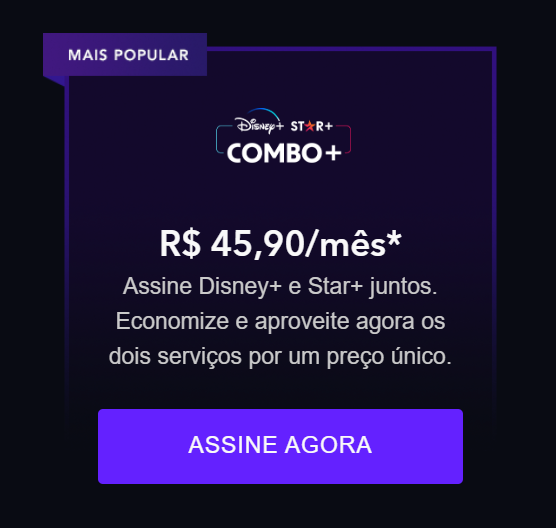 MAIS POPULAR
Disney+ STAR+
COMBO+
R$ 45,90/mês*
Assine Disney+ e Star+ juntos.
Economize e aproveite agora os
dois serviços por um preço único.
ASSINE AGORA